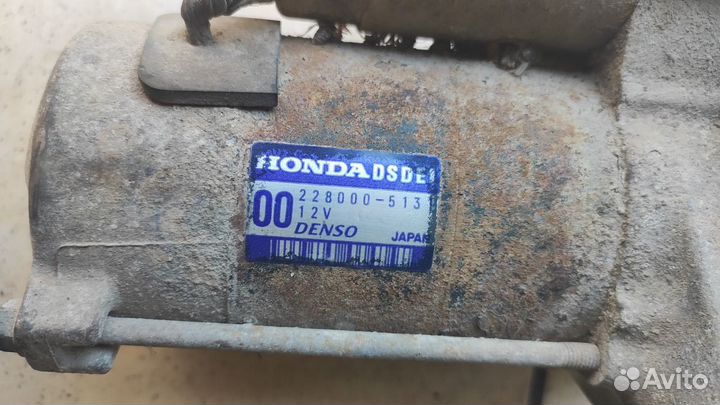 HONDA DSDE
00 228000-513
12V
DENSO JAPAN
Avito